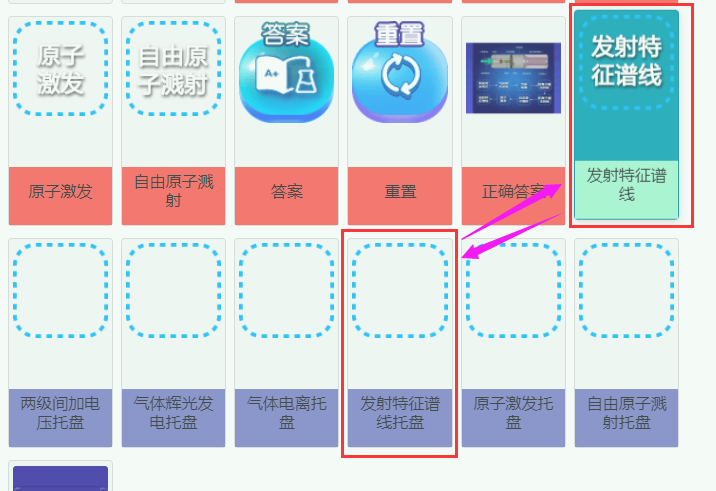 原子
激发
自由原
子溅射
答案
A+
重置
发射特
征谱线
原子激发
自由原子溅
射
答案
重置
正确答案
发射特征谱
线
两级间加电
压托盘
气体辉光发
电托盘
气体电离托
盘
发射特征谱
线托盘
原子激发托
盘
自由原子溅
射托盘